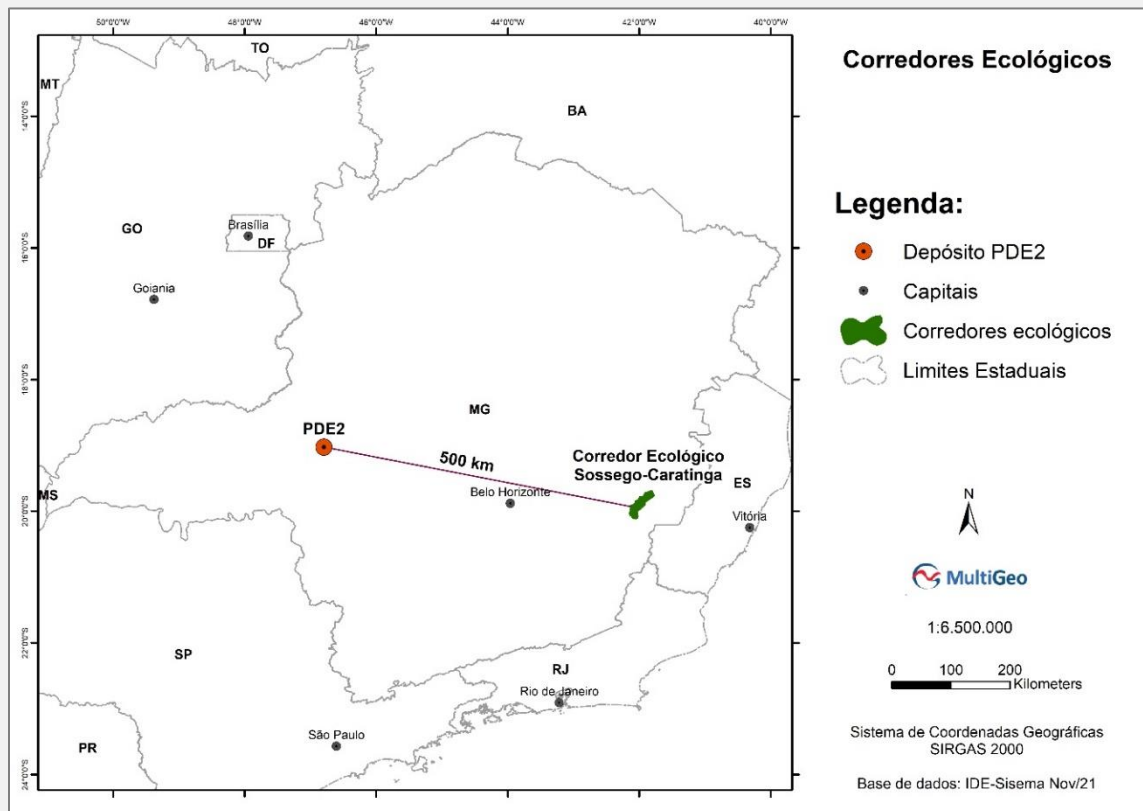 50°0'0"W
48°0'0"W
46°0'0"W
44°0'0"W
42°0'0"W
40°0'0"W
TO
MT
14°0'0"S
BA
Brasília
GO
DF
16°0'0"S
Goiania
18°0'0"S
MG
PDE2
500 km
Corredor Ecológico
Sossego-Caratinga
ES
MS
Belo Horizonte
20°0'0"S
Vitória
22°0'0"S
SP
RJ
Rio de Janeiro
São Paulo
PR
24°0'0"S
Corredores Ecológicos
Legenda:
Depósito PDE2
Capitais
Corredores ecológicos
Limites Estaduais
N
MultiGeo
1:6.500.000
0 100 200
Kilometers
Sistema de Coordenadas Geográficas
SIRGAS 2000
Base de dados: IDE-Sisema Nov/21